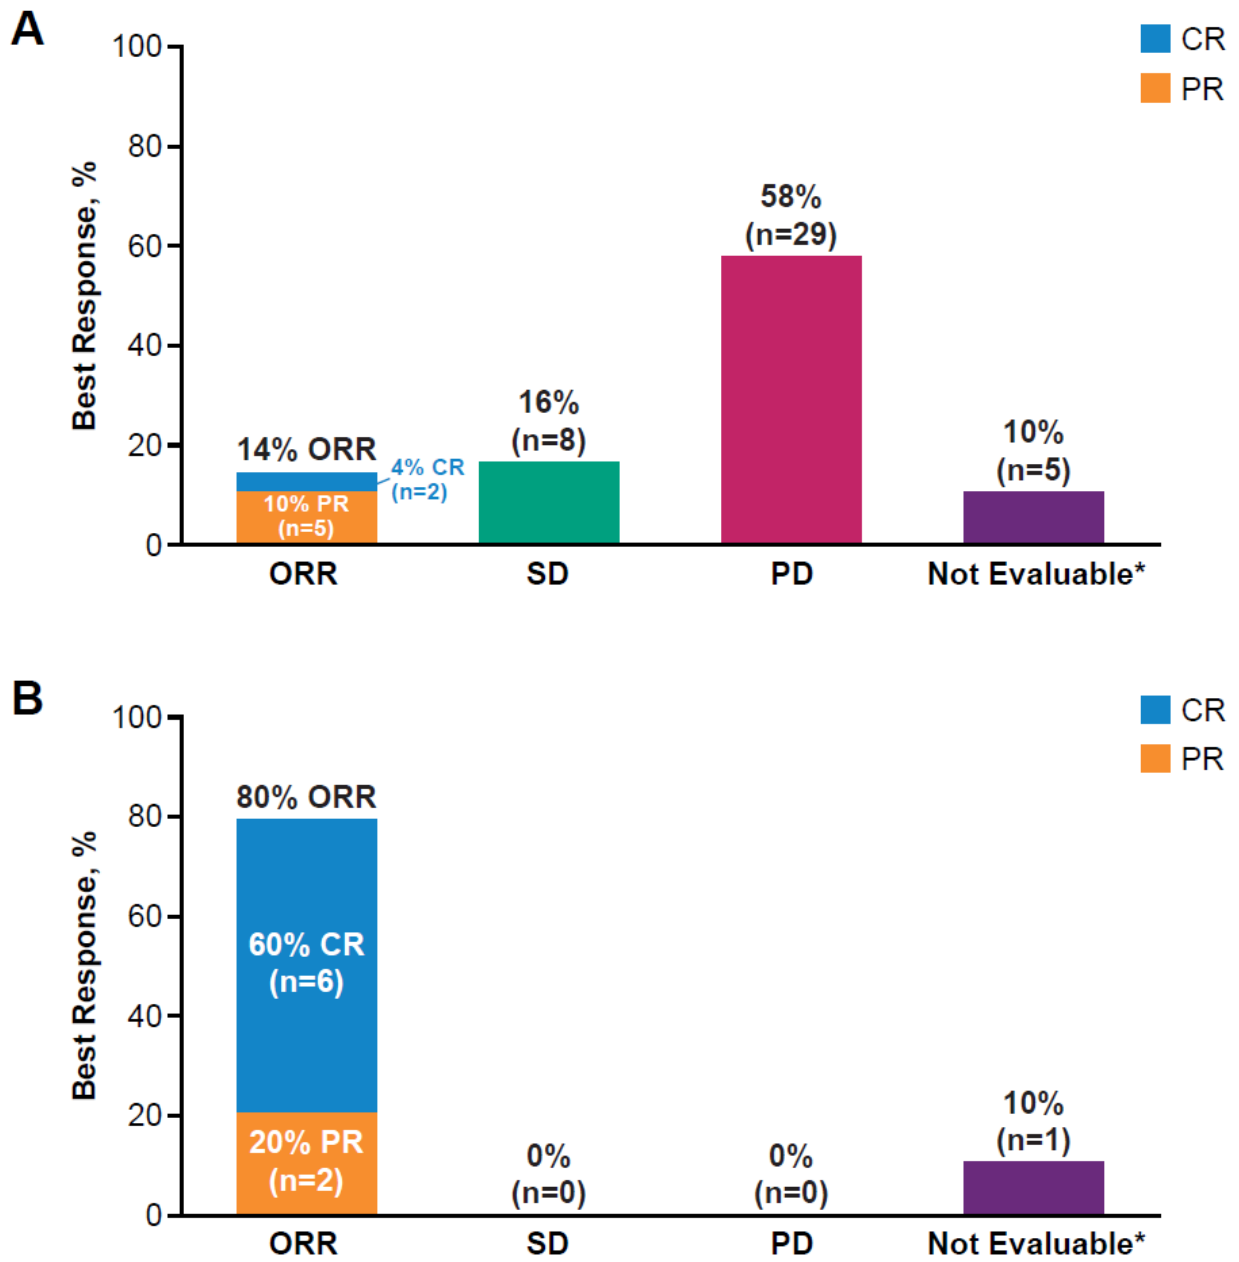 A
CR
PR
Best Response, %
100
80
60
40
20
0
14% ORR
4% CR
(n=2)
10% PR
(n=5)
16%
(n=8)
58%
(n=29)
10%
(n=5)
ORR SD PD Not Evaluable*
B
CR
PR
Best Response, %
100
80
60
40
20
0
80% ORR
60% CR
(n=6)
20% PR
(n=2)
0%
(n=0)
0%
(n=0)
10%
(n=1)
ORR SD PD Not Evaluable*